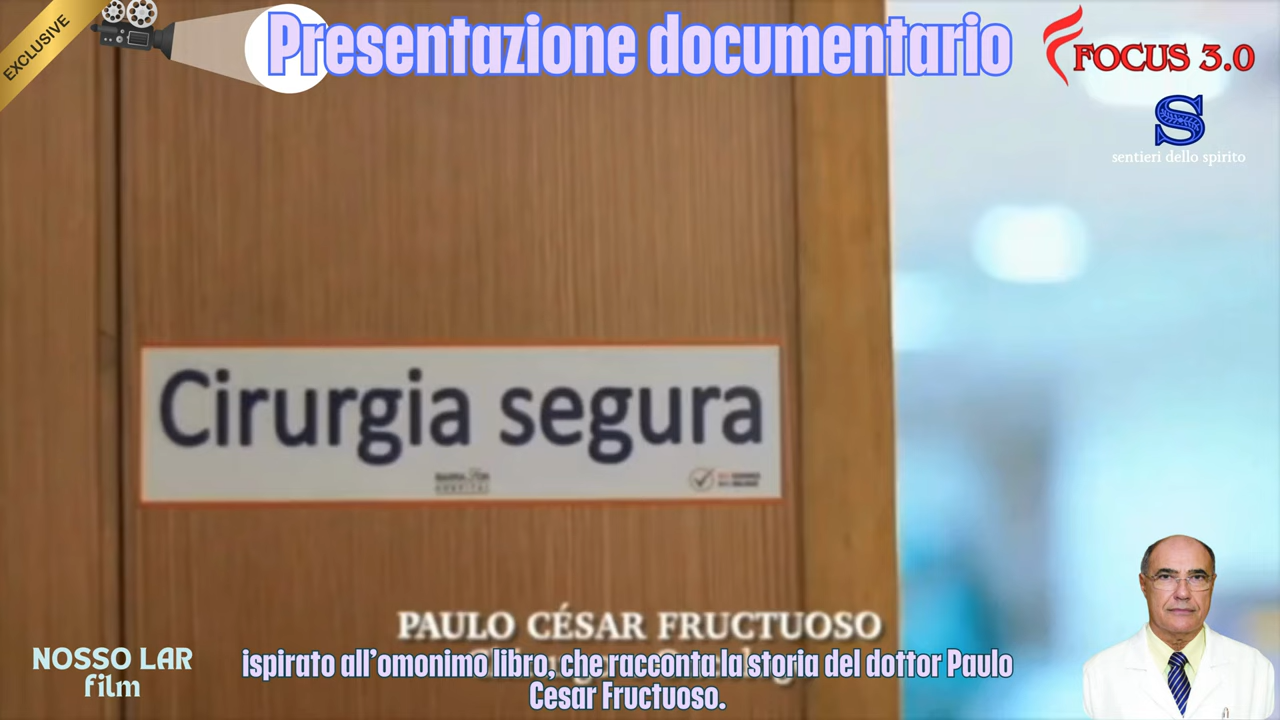 EXCLUSIVE
Presentazione documentario
FOCUS 3.0
S
sentieri dello spirito
Cirurgia segura
HOSPITAL
PAULO CÉSAR FRUCTUOSO
ispirato all'omonimo libro, che racconta la storia del dottor Paulo
Cesar Fructuoso.
NOSSO LAR
film